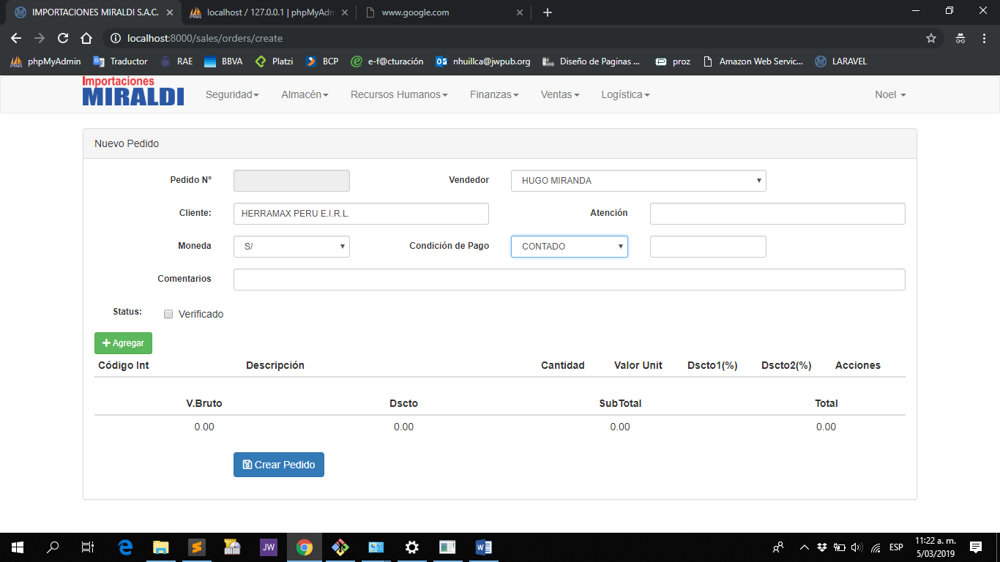 IMPORTACIONES MIRALDI S.A.C.
localhost / 127.0.0.1 | phpMyAdm
www.google.com
localhost:8000/sales/orders/create
phpMyAdmin
Traductor
RAE
BBVA
Platzi
BCP
e-f@cturación
nhuillca@jwpub.org
Diseño de Paginas ...
proz
Amazon Web Servic...
LARAVEL
Importaciones
MIRALDI
Seguridad
Almacén
Recursos Humanos
Finanzas
Ventas
Logística
Noel
Nuevo Pedido
Pedido N°
Vendedor
HUGO MIRANDA
Cliente:
HERRAMAX PERU E.I.R.L.
Atención
Moneda
S/
Condición de Pago
CONTADO
Comentarios
Status:
Verificado
Agregar
Código Int
Descripción
Cantidad
Valor Unit
Dscto1(%)
Dscto2(%)
Acciones
V.Bruto
Dscto
SubTotal
Total
0.00
0.00
0.00
0.00
Crear Pedido
JW
ESP
11:22 a. m.
5/03/2019